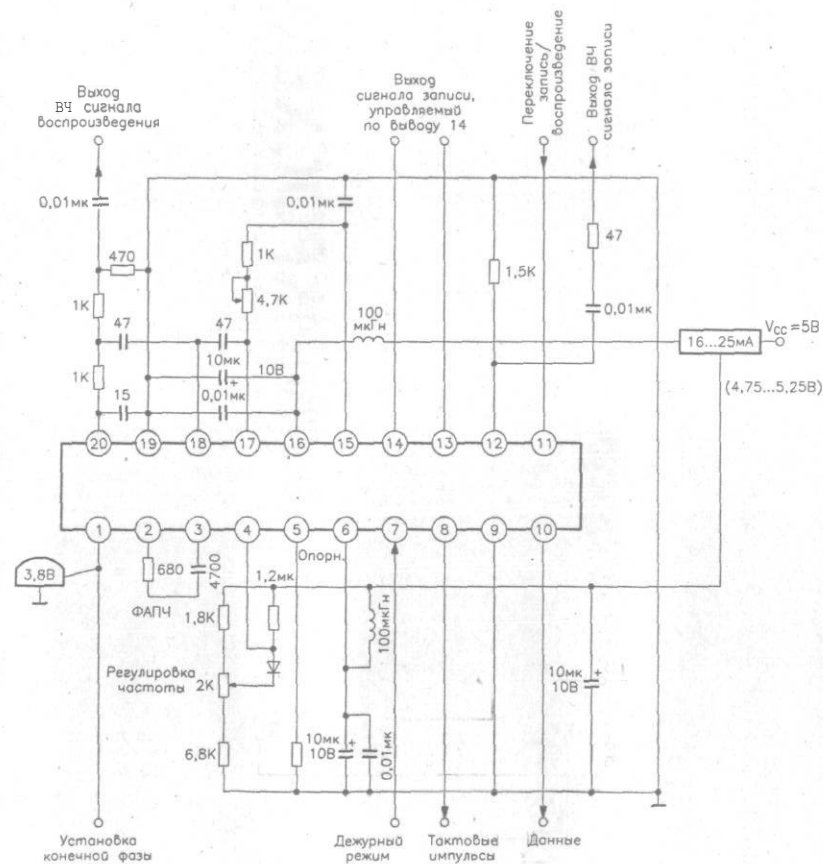 Выход
ВЧ сигнала
воспроизведения
Выход
сигнала записи,
управляемый
по выводу 14
Переключение
запись/
воспроизведение
Выход ВЧ
сигнала записи
0,01мк
0,01мк
470
1К
47
1К
4,7К
1,5К
0,01мк
1К
47
47
100
мкГн
16...25мА
VCC=5В
10мк
+
10В
(4,75...5,25В)
1К
15
0,01мк
20
19
18
17
16
15
14
13
12
11
1
2
3
4
5
6
7
8
9
10
3,8В
680
4700
Опорн.
1,2мк
ФАПЧ
1,8К
100мкГн
Регулировка
частоты
2К
10мк
+
10В
6,8К
10мк
+
10В
0,01мк
Установка
конечной фазы
Дежурный
режим
Тактовые
импульсы
Данные